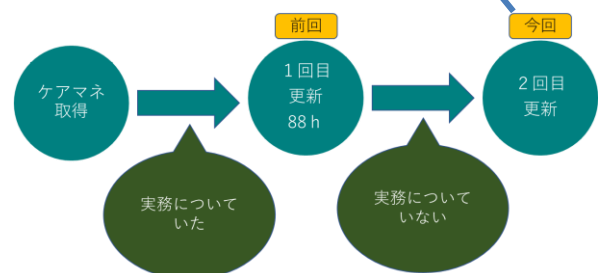 前回
今回
ケアマネ
取得
1回目
更新
88h
2回目
更新
実務について
いた
実務について
いない